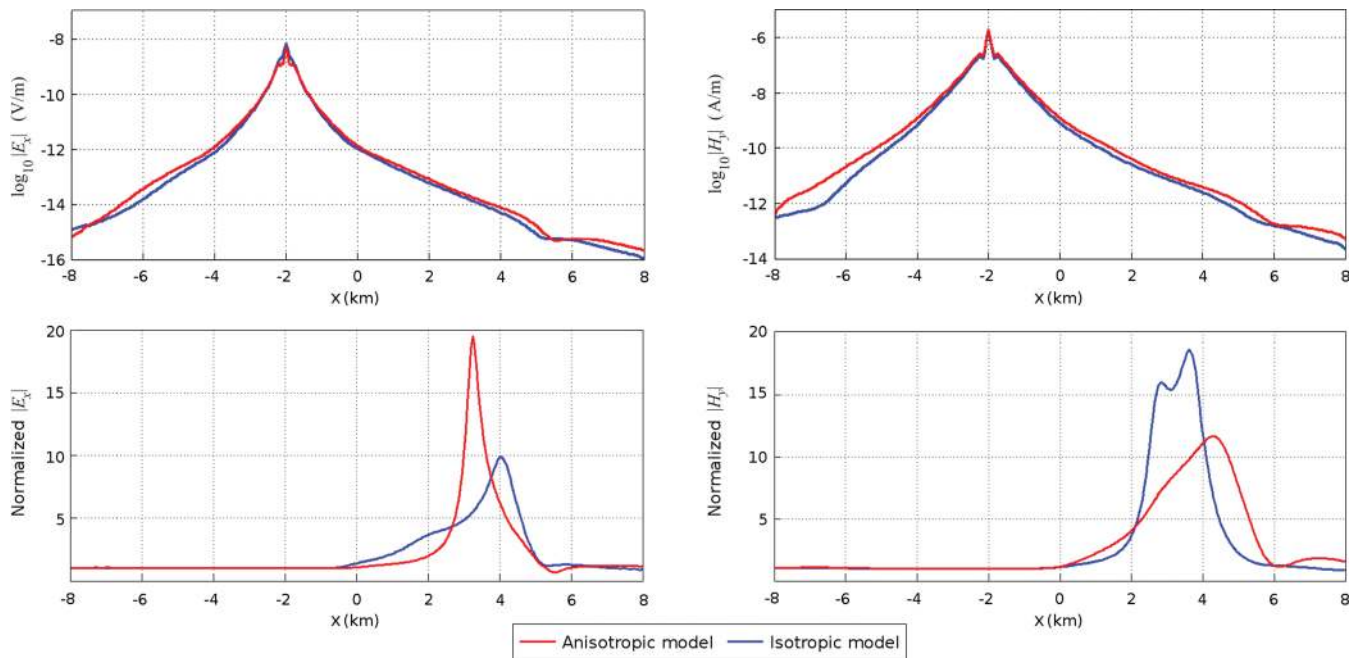 log10 |Ex| (V/m)
-8
-10
-12
-14
-16
-8 -6 -4 -2 0 2 4 6 8
X (km)
log10 |Hy| (A/m)
-6
-8
-10
-12
-14
-8 -6 -4 -2 0 2 4 6 8
X (km)
Normalized |Ex|
20
15
10
5
-8 -6 -4 -2 0 2 4 6 8
X (km)
Normalized |Hy|
20
15
10
5
-8 -6 -4 -2 0 2 4 6 8
X (km)
Anisotropic model Isotropic model